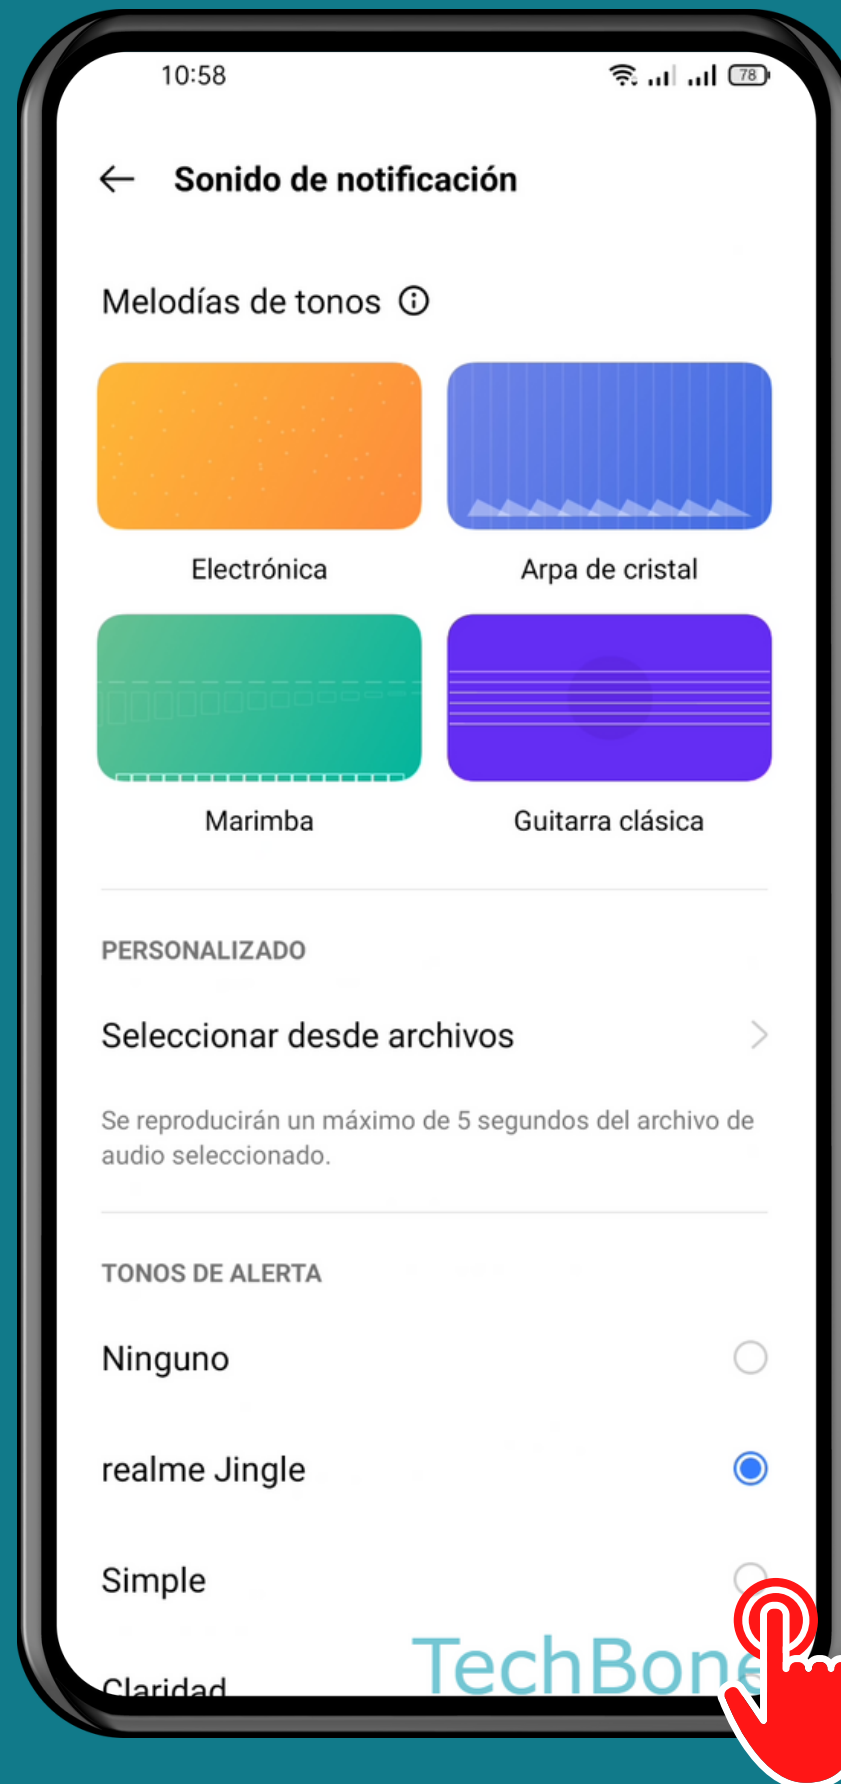 10:58
78
Sonido de notificación
Melodías de tonos
Electrónica
Arpa de cristal
Marimba
Guitarra clásica
PERSONALIZADO
Seleccionar desde archivos
Se reproducirán un máximo de 5 segundos del archivo de
audio seleccionado.
TONOS DE ALERTA
Ninguno
realme Jingle
Simple
TechBone
Claridad